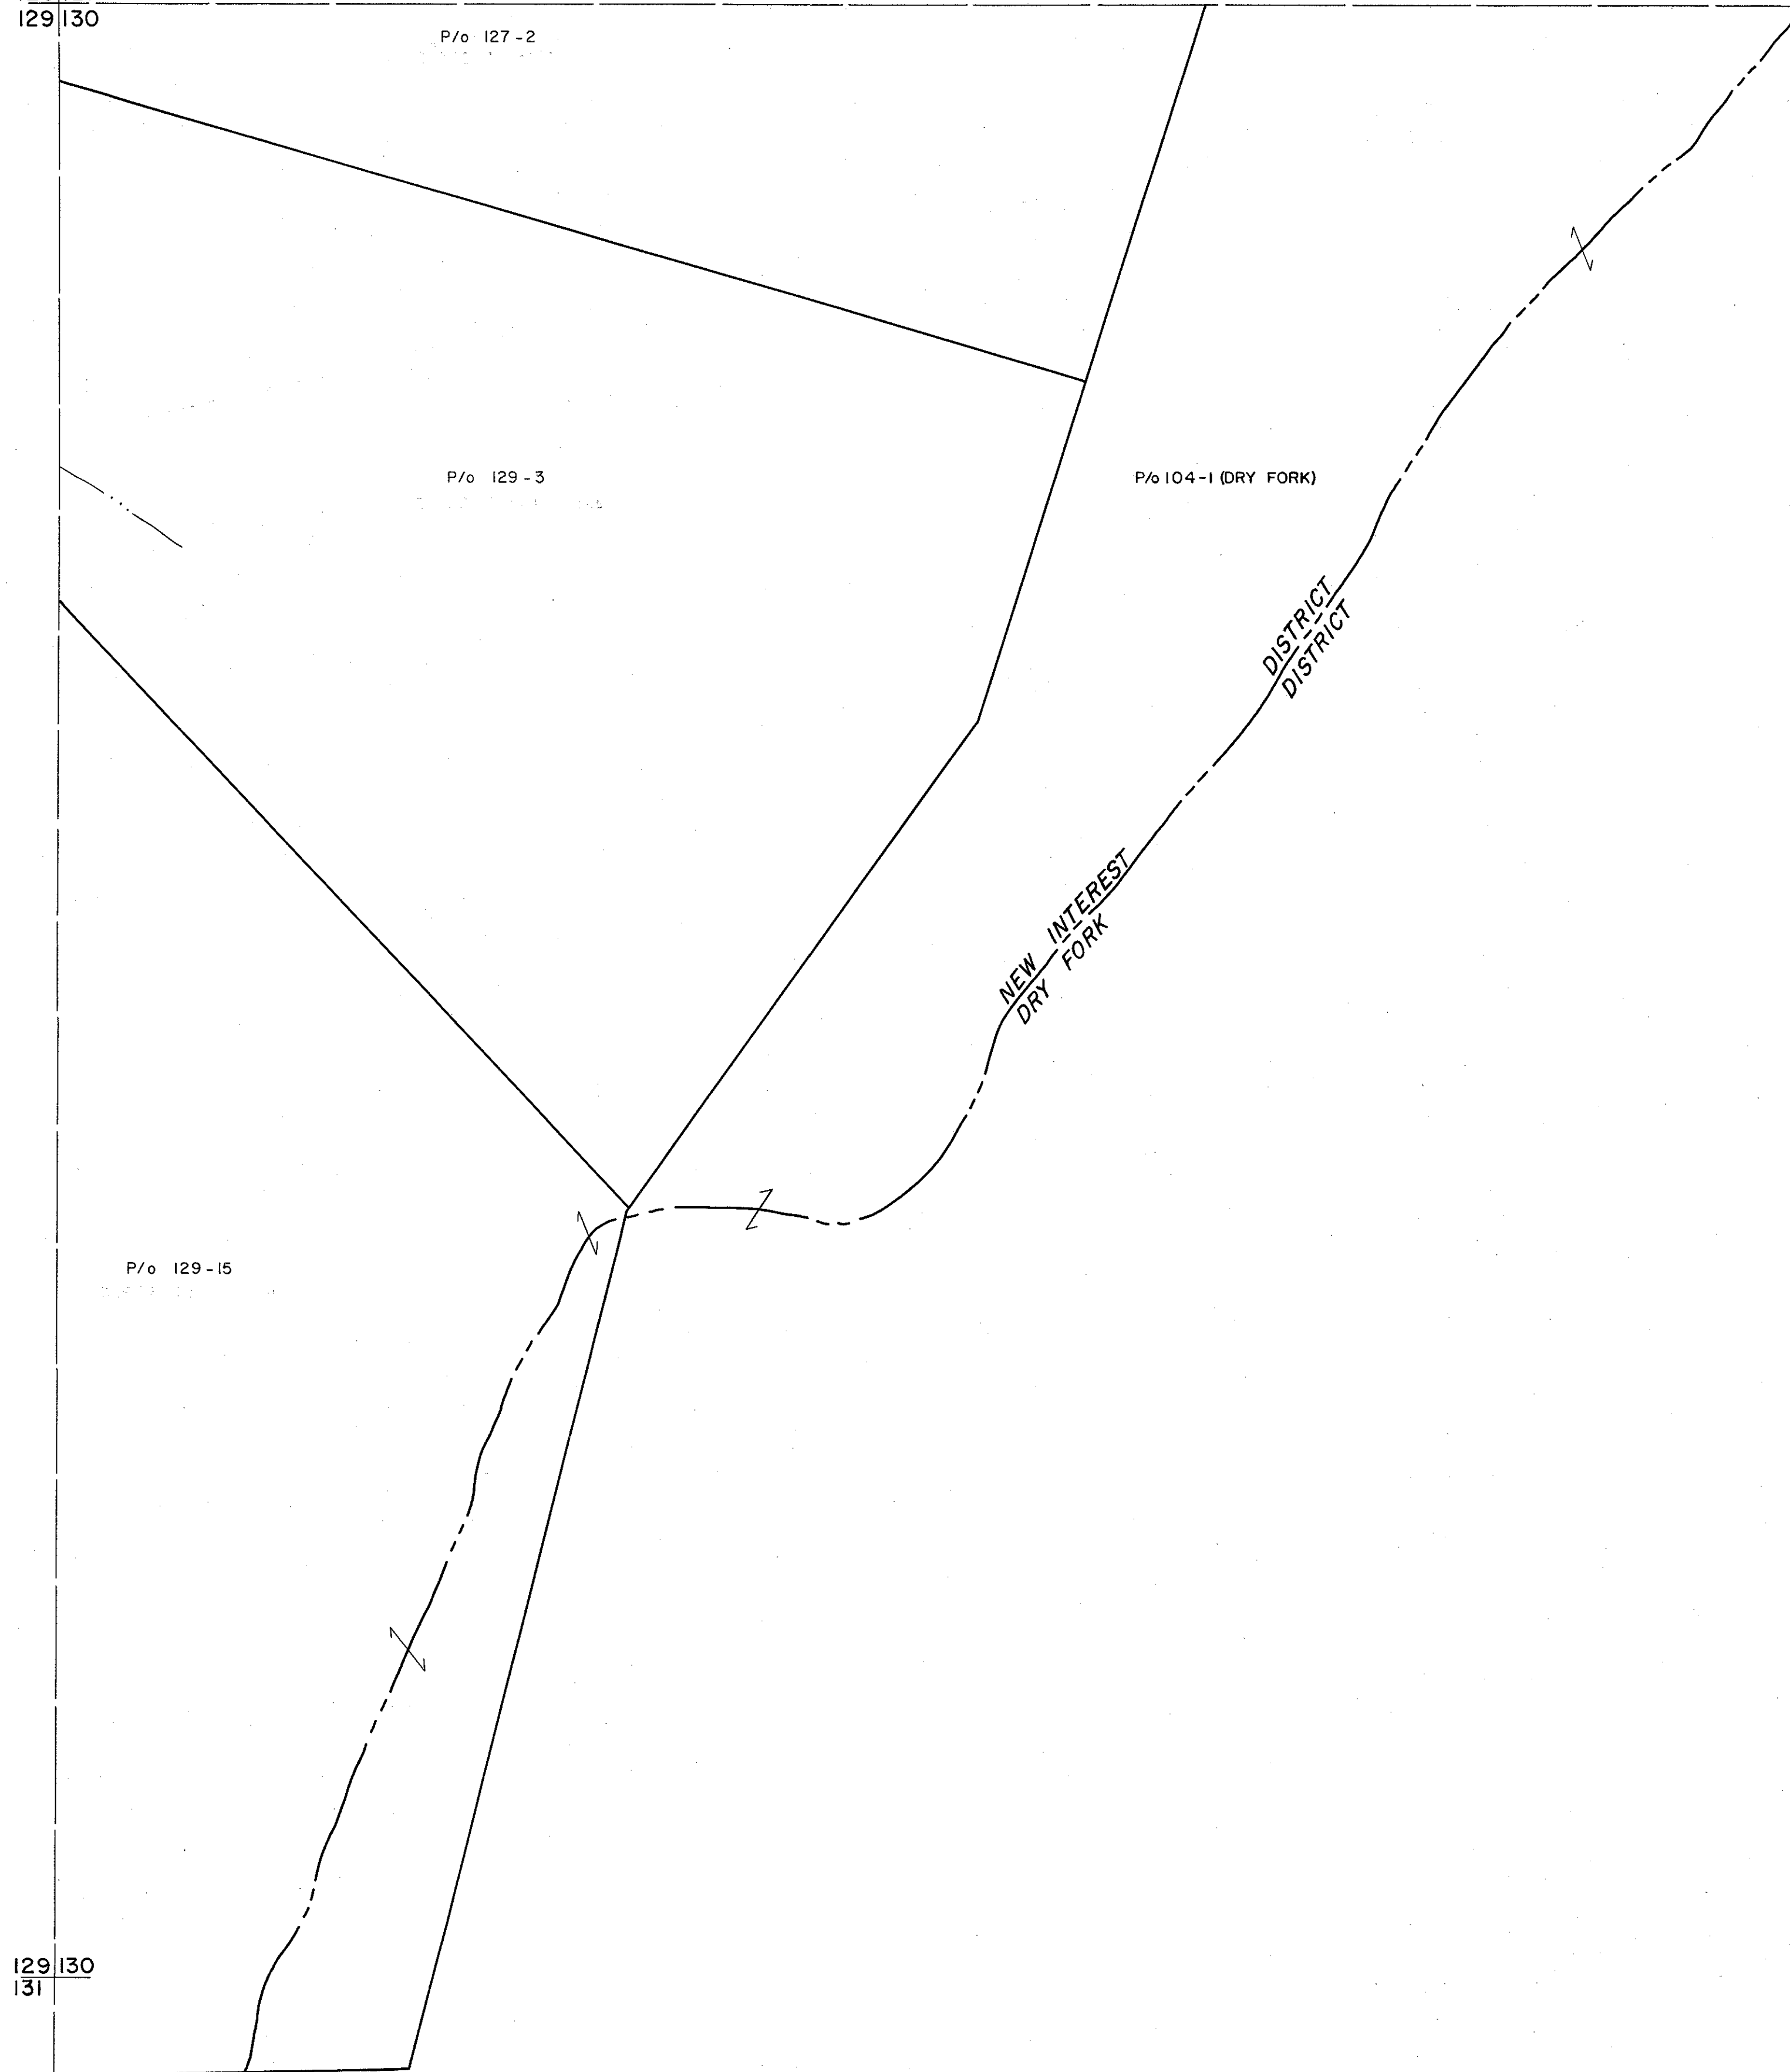 129 130
P/o 127-2
P/o 129-3
P/o 104-1 (DRY FORK)
DISTRICT
DISTRICT
NEW INTEREST
DRY FORK
P/o 129-15
129 130
131